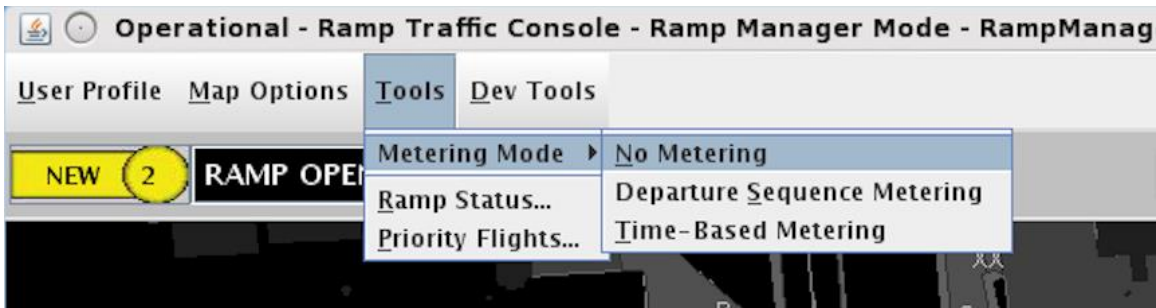 Operational - Ramp Traffic Console - Ramp Manager Mode - RampManag
User Profile Map Options Tools Dev Tools
NEW 2 RAMP OPE
Metering Mode No Metering
Departure Sequence Metering
Ramp Status...
Time-Based Metering
Priority Flights...
XX